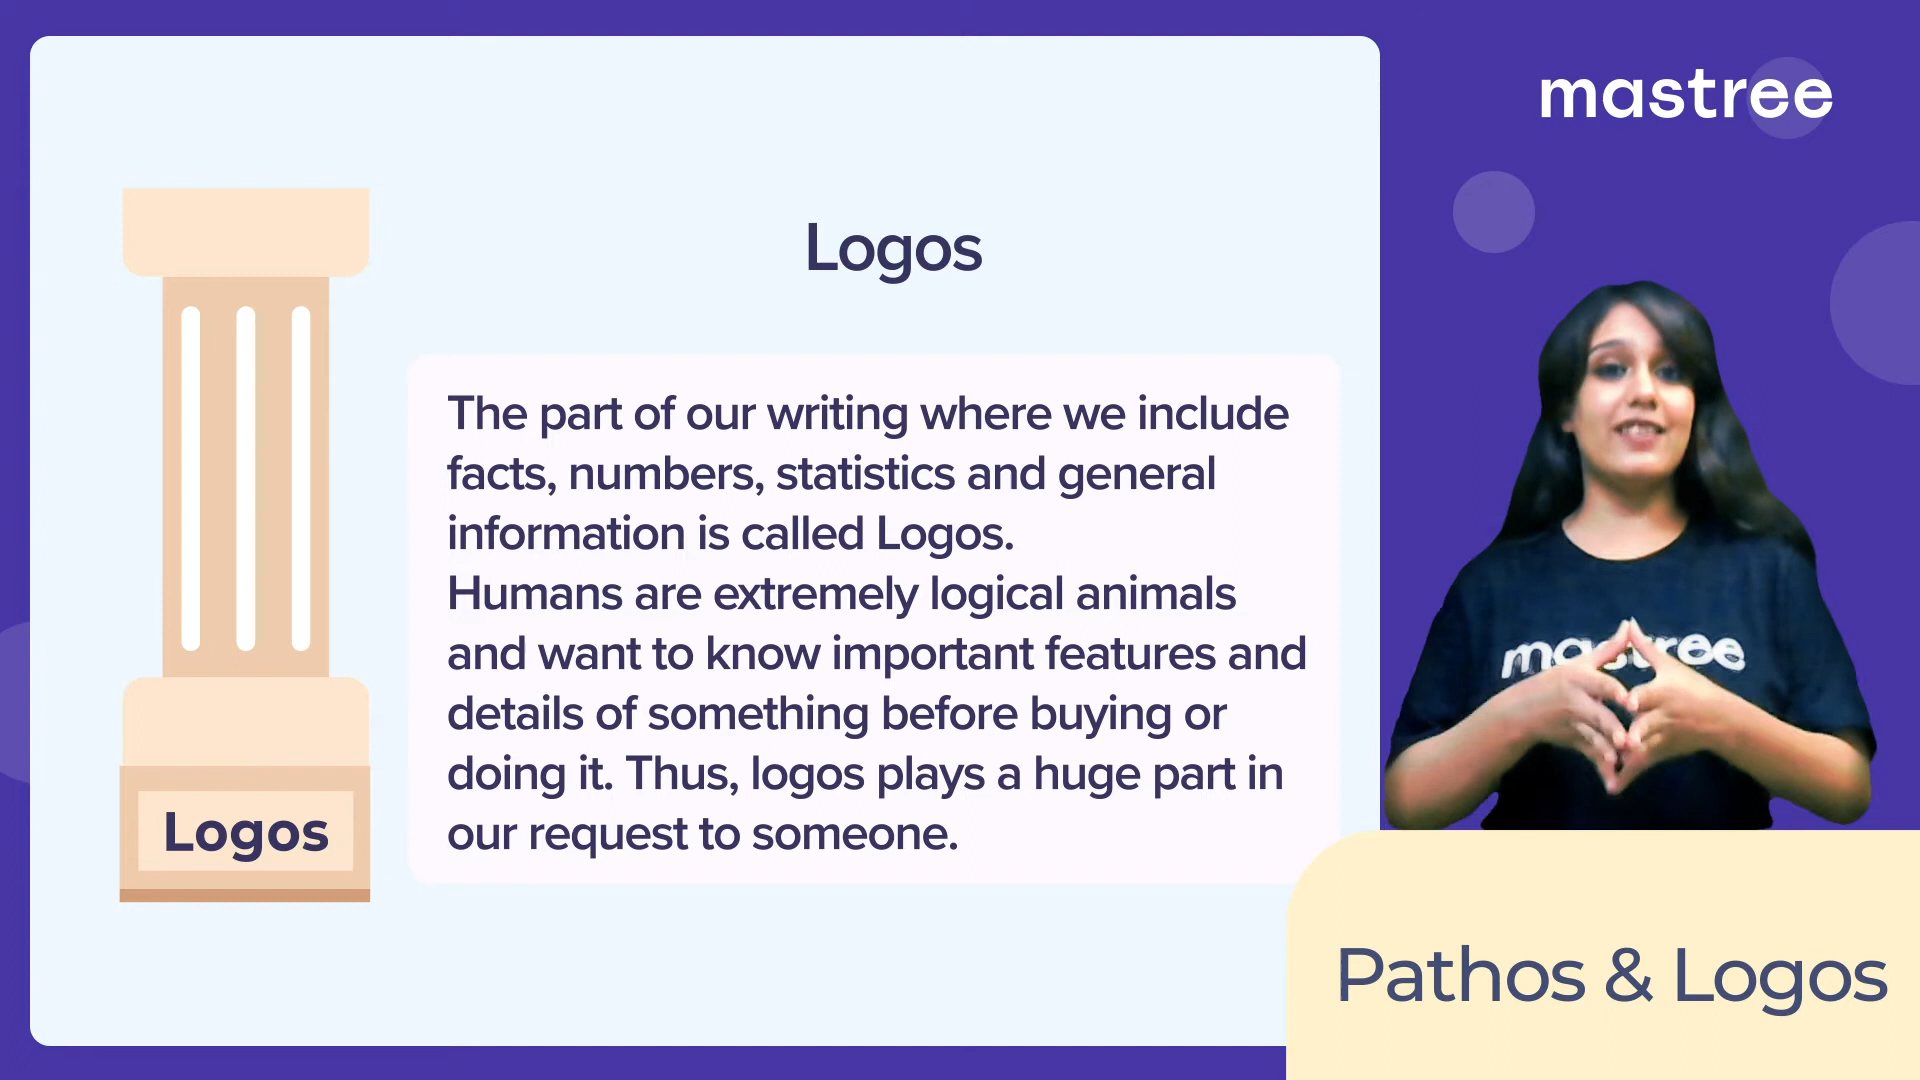 mastree
Logos
The part of our writing where we include
facts, numbers, statistics and general
information is called Logos.
Humans are extremely logical animals
and want to know important features and
details of something before buying or
doing it. Thus, logos plays a huge part in
our request to someone.
Logos
mastree
Pathos & Logos